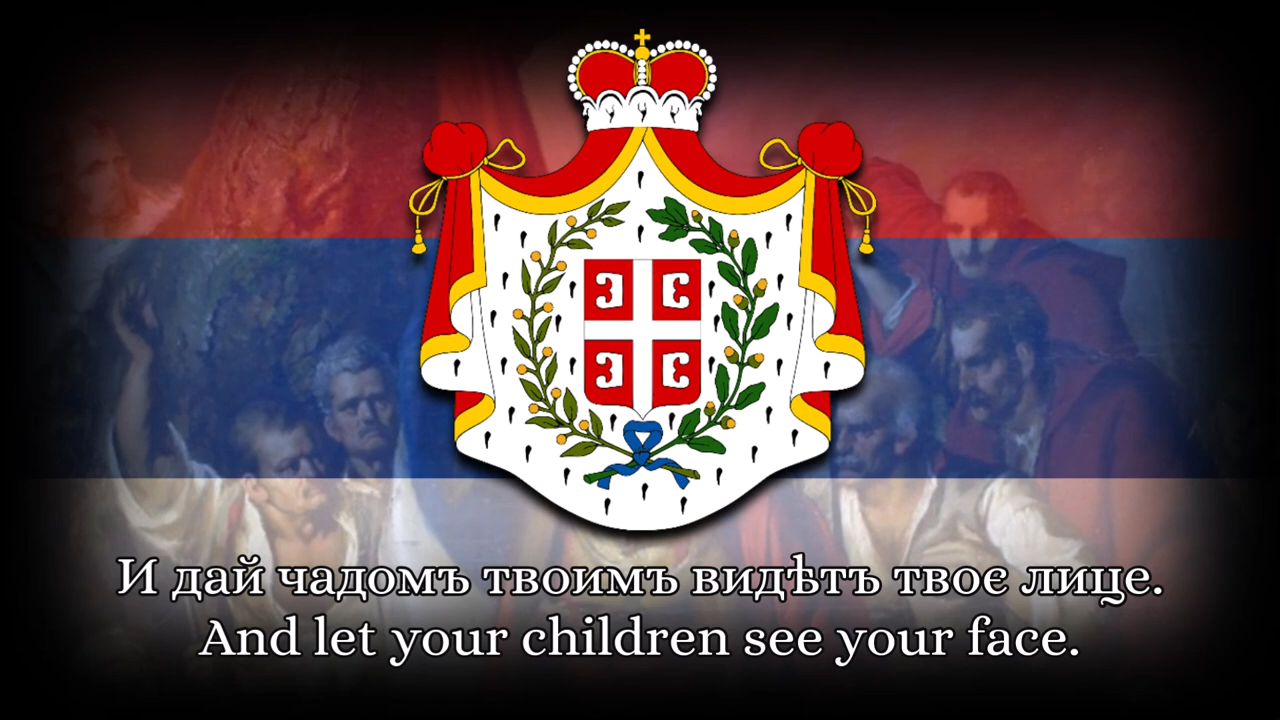 И дай чадомъ твоимъ видѣтъ твоє лице.
And let your children see your face.